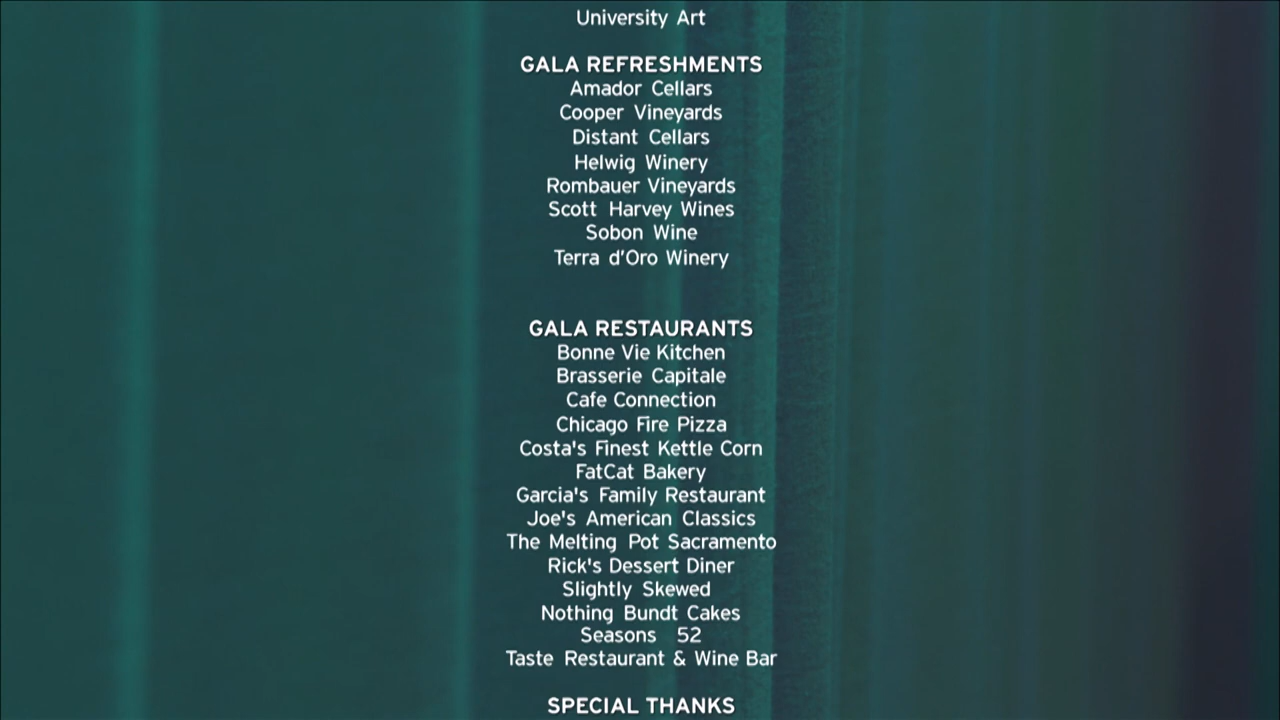 University Art
GALA REFRESHMENTS
Amador Cellars
Cooper Vineyards
Distant Cellars
Helwig Winery
Rombauer Vineyards
Scott Harvey Wines
Sobon Wine
Terra d'Oro Winery
GALA RESTAURANTS
Bonne Vie Kitchen
Brasserie Capitale
Cafe Connection
Chicago Fire Pizza
Costa's Finest Kettle Corn
FatCat Bakery
Garcia's Family Restaurant
Joe's American Classics
The Melting Pot Sacramento
Rick's Dessert Diner
Slightly Skewed
Nothing Bundt Cakes
Seasons 52
Taste Restaurant & Wine Bar
SPECIAL THANKS